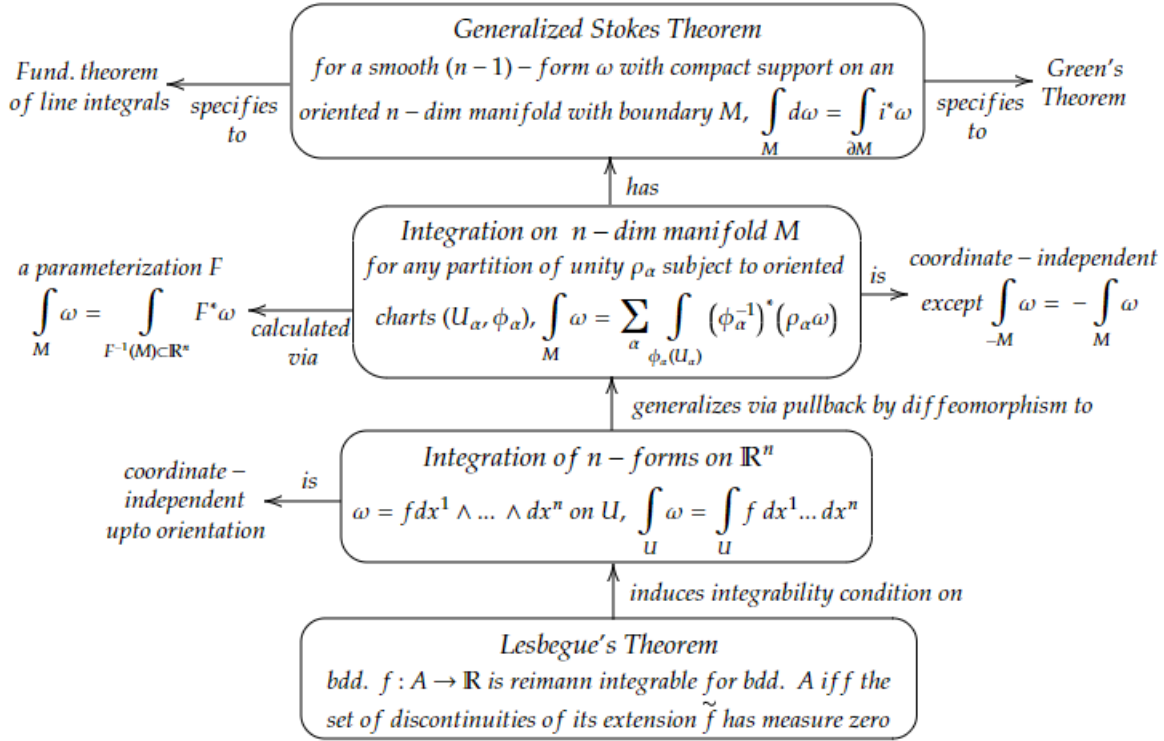 Generalized Stokes Theorem
for a smooth (n − 1) − form ω with compact support on an
oriented n − dim manifold with boundary M, ∫_M dω = ∫_∂M i*ω
Fund. theorem
of line integrals
specifies
to
specifies
to
Green's
Theorem
has
Integration on n − dim manifold M
for any partition of unity ρ_α subject to oriented
charts (U_α, ϕ_α), ∫_M ω = ∑_α ∫_ϕ_α(U_α) (ϕ_α^−1)* (ρ_α ω)
a parameterization F
∫_M ω = ∫_F^−1(M)⊂ℝ^n F*ω
calculated
via
is
coordinate − independent
except ∫_−M ω = − ∫_M ω
generalizes via pullback by diffeomorphism to
Integration of n − forms on ℝ^n
ω = f dx^1 ∧ ... ∧ dx^n on U, ∫_U ω = ∫_U f dx^1... dx^n
is
coordinate −
independent
upto orientation
induces integrability condition on
Lesbegue's Theorem
bdd. f : A → ℝ is reimann integrable for bdd. A iff the
set of discontinuities of its extension f̃ has measure zero